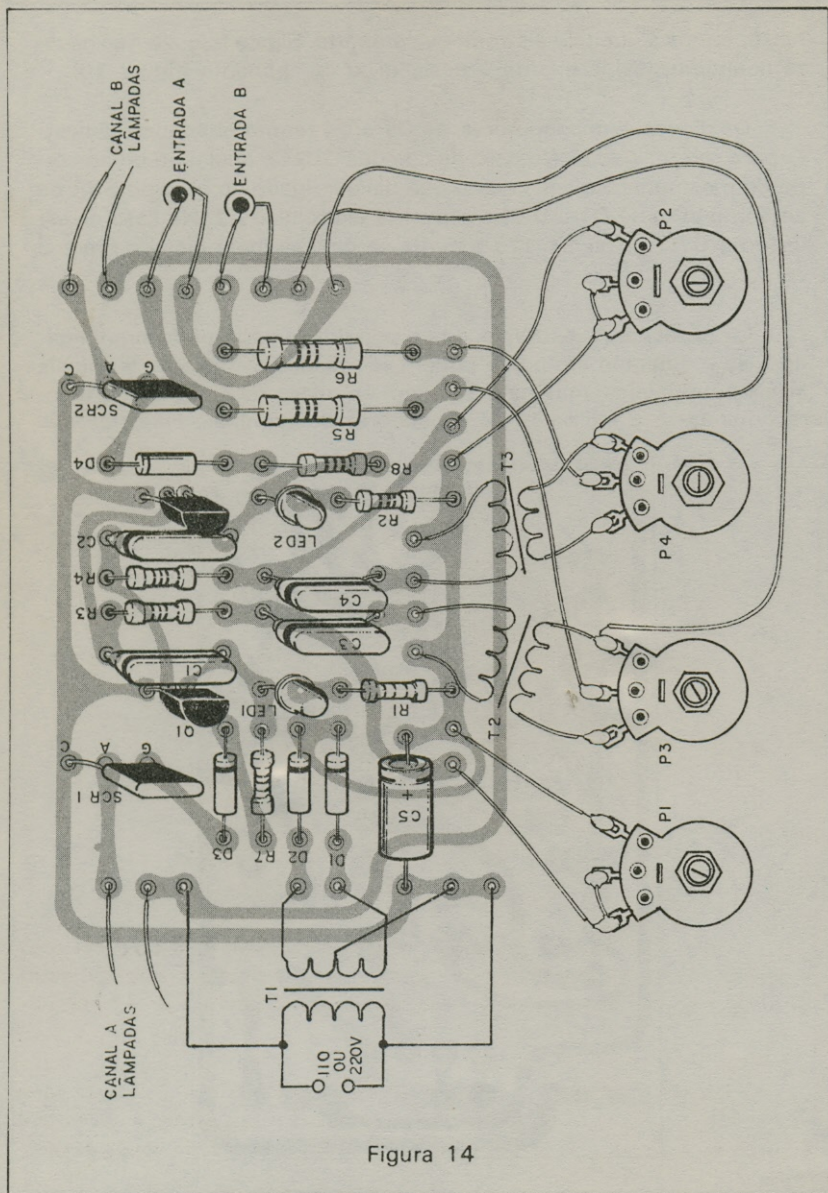 CANAL B
LÂMPADAS
ENTRADA A
ENTRADA B
P2
R6
C
A
G
SCR2
R5
D4
R8
T3
P4
C2
LED2
R2
R4
C4
R3
C3
C1
LED1
R1
T2
P3
Q1
C
A
G
SCR 1
D3
R7
D2
D1
+
C5
P1
CANAL A
LÂMPADAS
T1
110
OU
220V
Figura 14